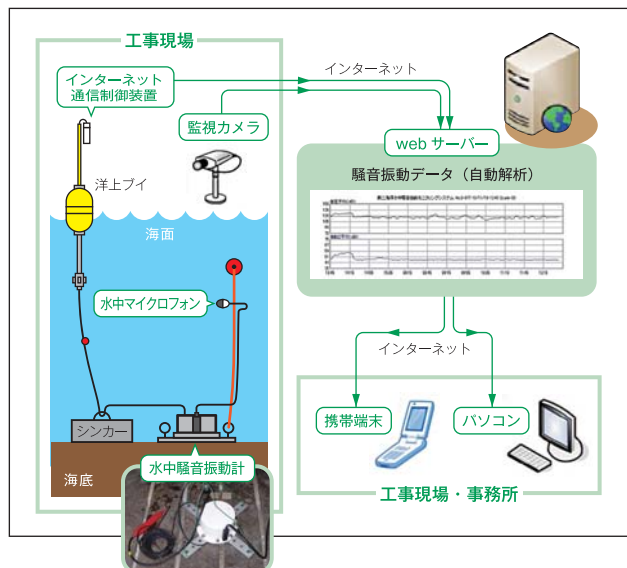 工事現場
インターネット
通信制御装置
監視カメラ
洋上ブイ
海面
水中マイクロフォン
シンカー
海底
水中騒音振動計
インターネット
webサーバー
騒音振動データ（自動解析）
インターネット
携帯端末
パソコン
工事現場・事務所